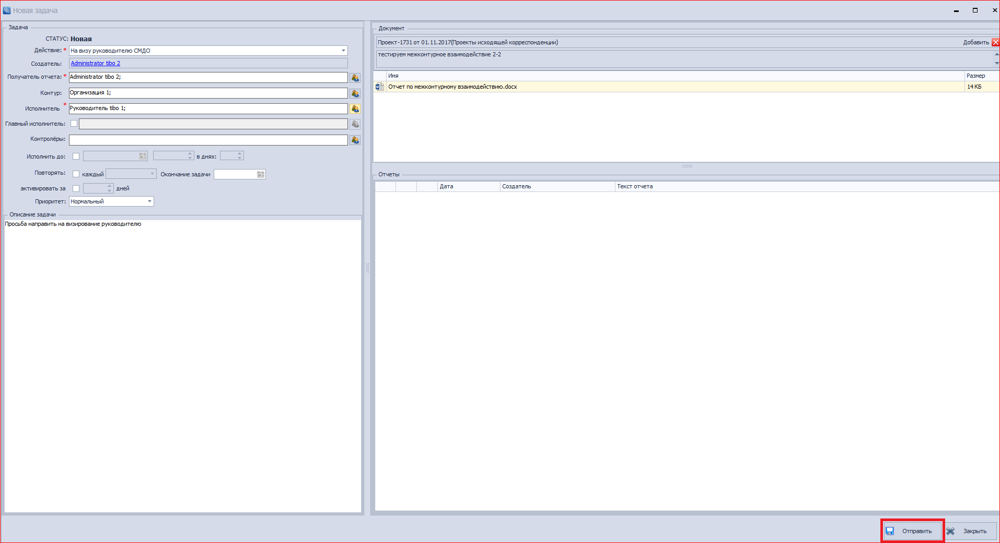 Новая задача
Задача
СТАТУС: Новая
Действие: * На визу руководителю СМДО
Создатель: Administrator tibo 2
Получатель отчета: * Administrator tibo 2;
Контур: Организация 1;
Исполнитель * Руководитель tibo 1;
Главный исполнитель:
Контролёры:
Исполнить до: в днях:
Повторять: каждый Окончание задачи
активировать за дней
Приоритет: Нормальный
Описание задачи
Просьба направить на визирование руководителю
Документ
Проект-1731 от 01.11.2017(Проекты исходящей корреспонденции) Добавить
тестируем межконтурное взаимодействие 2-2
Имя Размер
Отчет по межконтурному взаимодействию.docx 14 КБ
Отчеты
Дата Создатель Текст отчета
Отправить Закрыть